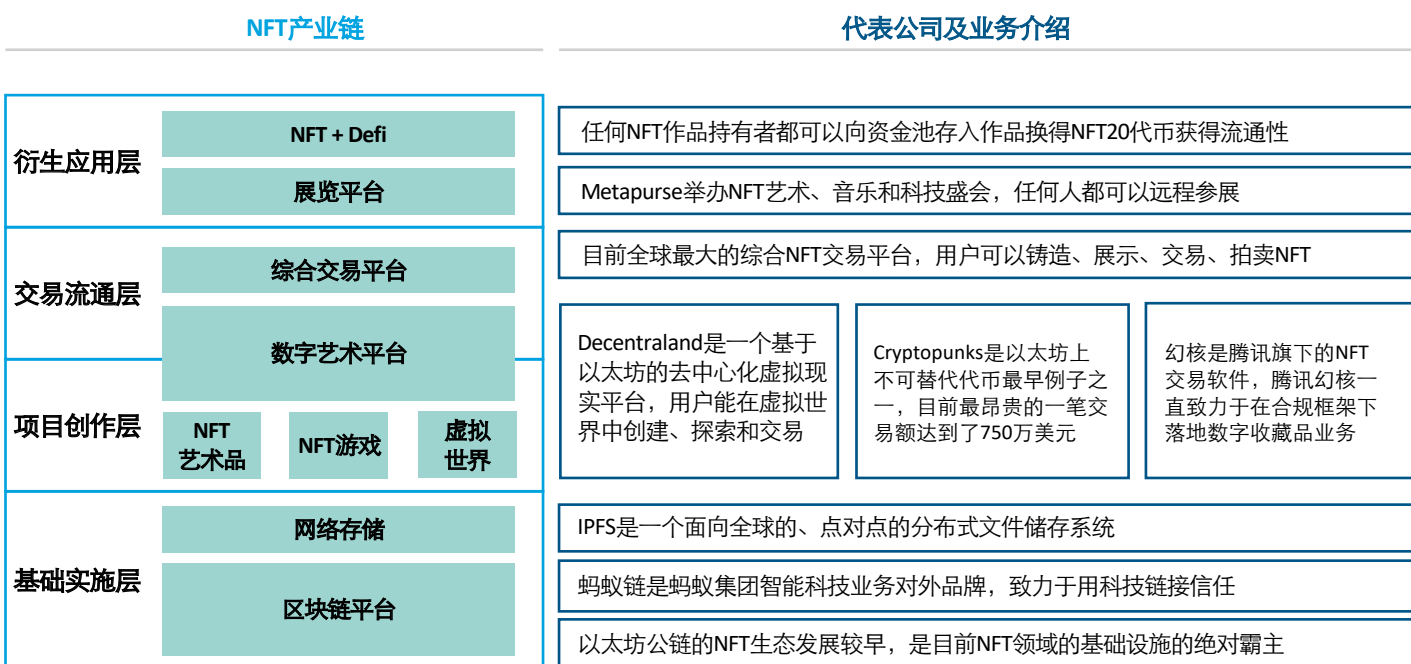 NFT产业链
代表公司及业务介绍
衍生应用层
NFT + Defi
展览平台
任何NFT作品持有者都可以向资金池存入作品换得NFT20代币获得流通性
Metapurse举办NFT艺术、音乐和科技盛会，任何人都可以远程参展
交易流通层
综合交易平台
目前全球最大的综合NFT交易平台，用户可以铸造、展示、交易、拍卖NFT
数字艺术平台
项目创作层
NFT
艺术品
NFT游戏
虚拟
世界
Decentraland是一个基于
以太坊的去中心化虚拟现
实平台，用户能在虚拟世
界中创建、探索和交易
Cryptopunks是以太坊上
不可替代代币最早例子之
一，目前最昂贵的一笔交
易额达到了750万美元
幻核是腾讯旗下的NFT
交易软件，腾讯幻核一
直致力于在合规框架下
落地数字收藏品业务
基础实施层
网络存储
IPFS是一个面向全球的、点对点的分布式文件储存系统
区块链平台
蚂蚁链是蚂蚁集团智能科技业务对外品牌，致力于用科技链接信任
以太坊公链的NFT生态发展较早，是目前NFT领域的基础设施的绝对霸主